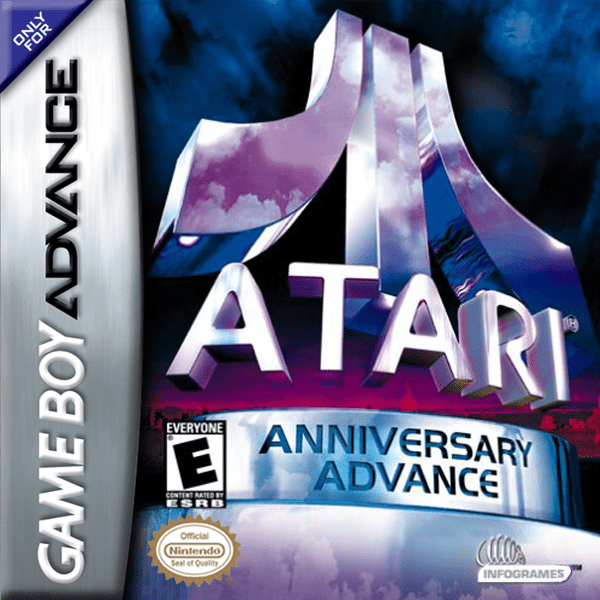 ONLY
FOR
GAME BOY ADVANCE
ATARI®
ANNIVERSARY
ADVANCE
EVERYONE
E
®
CONTENT RATED BY
ESRB
Official
Nintendo
Seal of Quality
INFOGRAMES